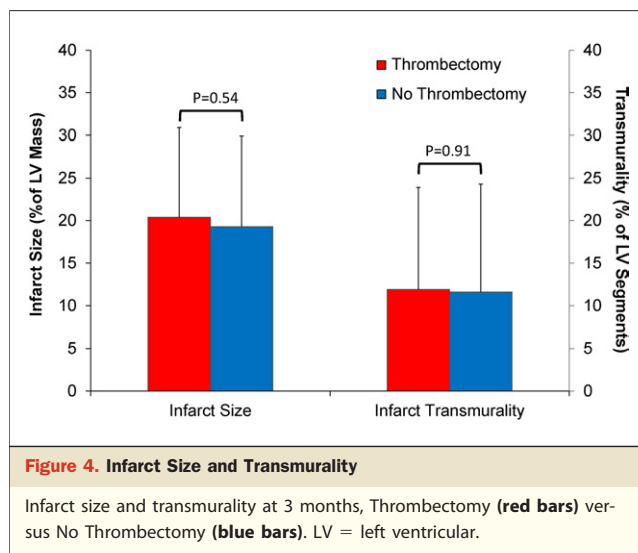 40
35
30
25
20
15
10
5
0
Infarct Size (%of LV Mass)
P=0.54
P=0.91
Thrombectomy
No Thrombectomy
40
35
30
25
20
15
10
5
0
Transmurality (% of LV Segments)
Infarct Size
Infarct Transmurality
Figure 4. Infarct Size and Transmurality
Infarct size and transmurality at 3 months, Thrombectomy (red bars) ver-
sus No Thrombectomy (blue bars). LV = left ventricular.